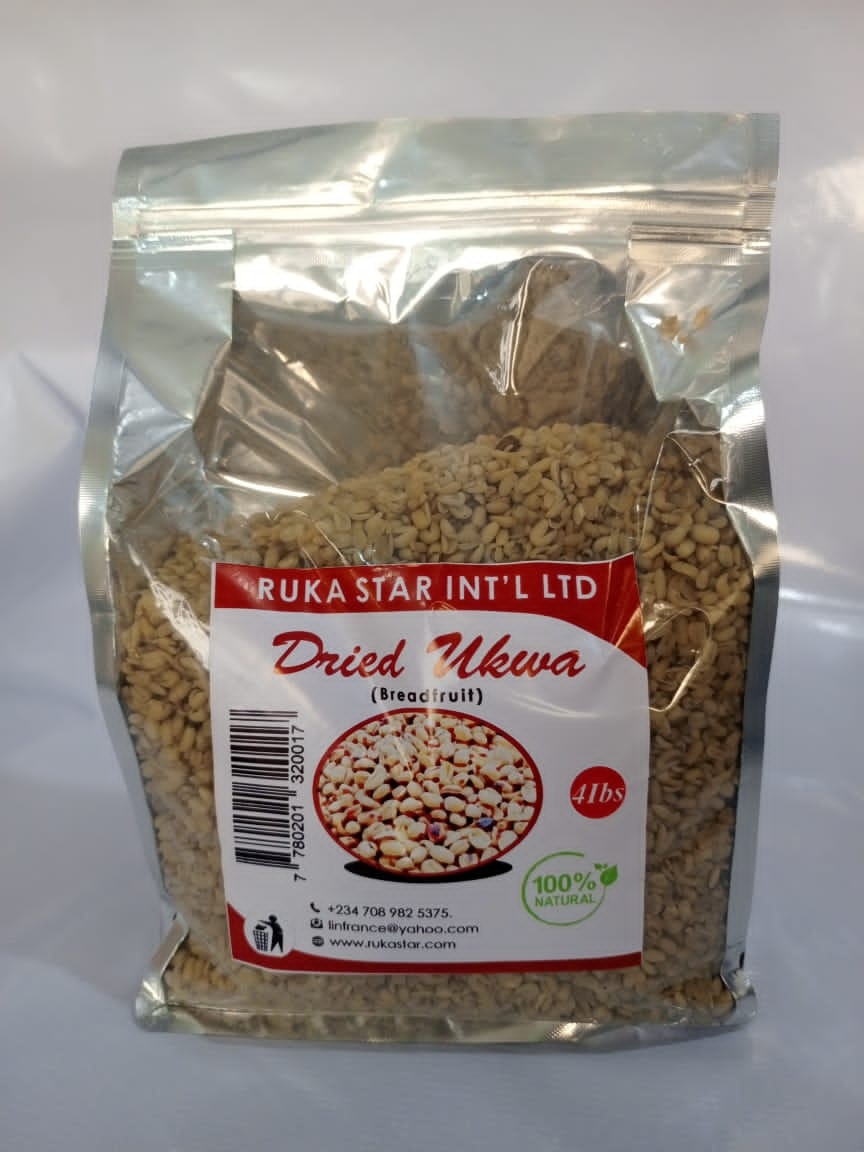 RUKA STAR INT'L LTD
Dried Ukwa
(Breadfruit)
7 780201 320017
4Ibs
100%
NATURAL
+234 708 982 5375.
linfrance@yahoo.com
www.rukastar.com